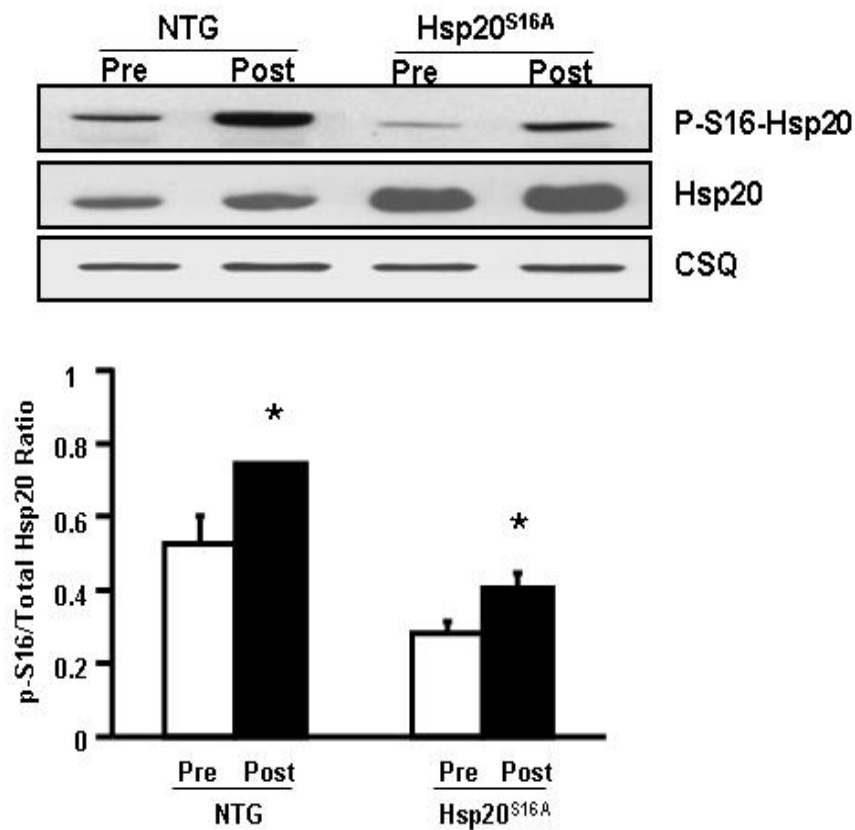 NTG Hsp20S16A
Pre Post Pre Post
P-S16-Hsp20
Hsp20
CSQ
p-S16/Total Hsp20 Ratio
1
0.8
0.6
0.4
0.2
0
*
*
Pre Post Pre Post
NTG Hsp20S16A